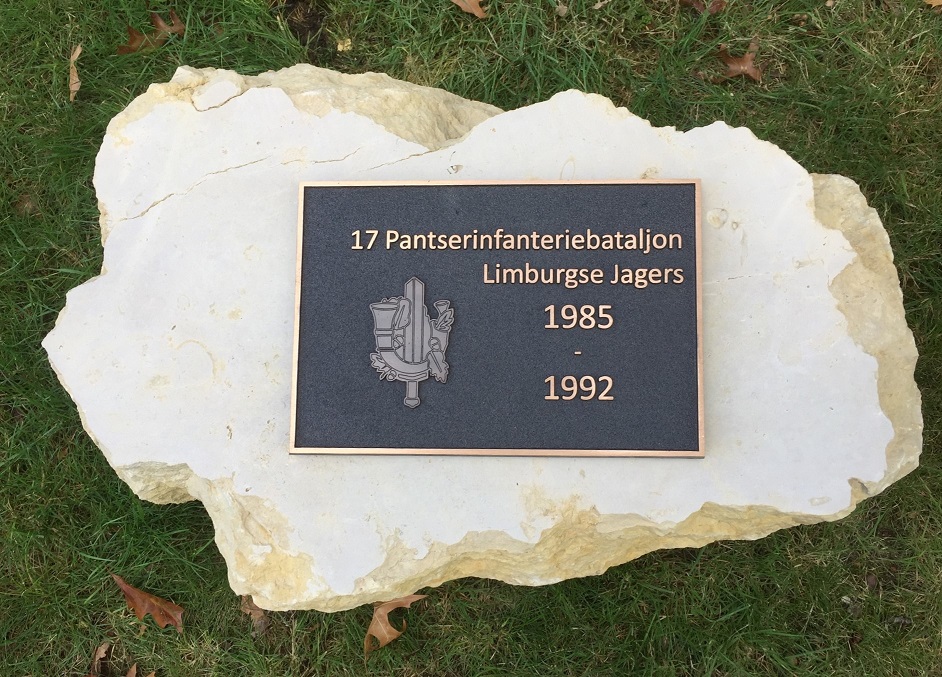 17 Pantserinfanteriebataljon
Limburgse Jagers
1985
-
1992